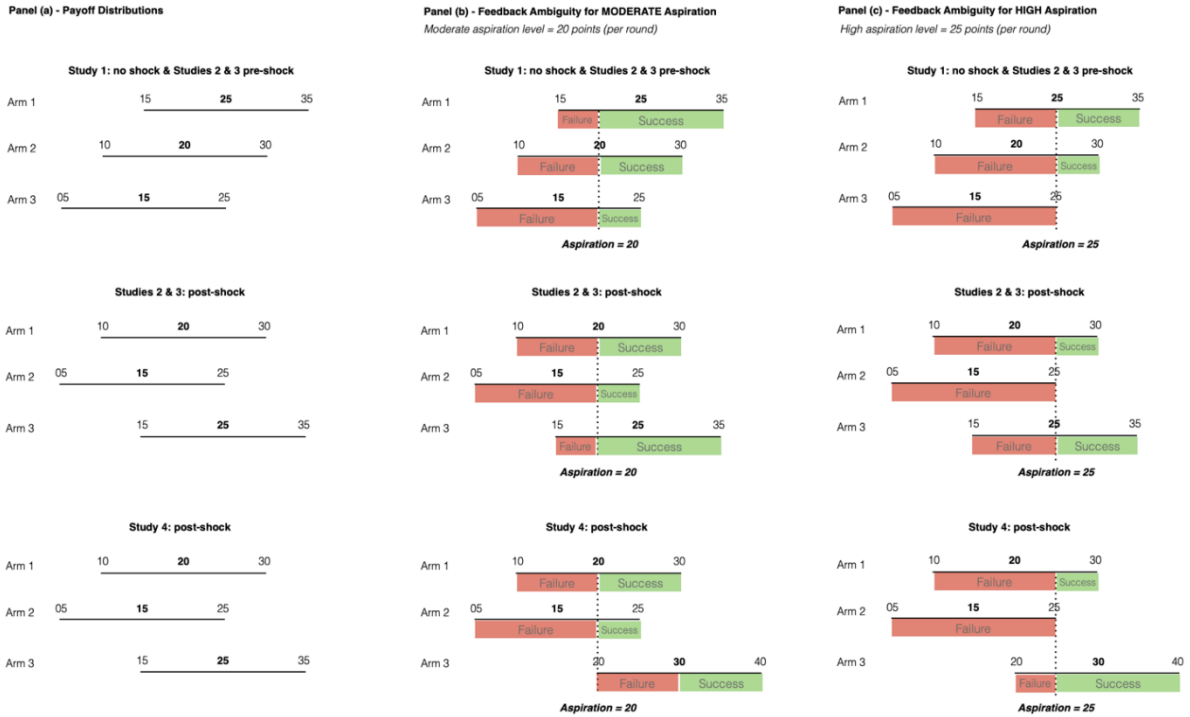 Panel (a) - Payoff Distributions
Study 1: no shock & Studies 2 & 3 pre-shock
Arm 1
15 25 35
Arm 2
10 20 30
Arm 3
05 15 25
Studies 2 & 3: post-shock
Arm 1
10 20 30
Arm 2
05 15 25
Arm 3
15 25 35
Study 4: post-shock
Arm 1
10 20 30
Arm 2
05 15 25
Arm 3
15 25 35
Panel (b) - Feedback Ambiguity for MODERATE Aspiration
Moderate aspiration level = 20 points (per round)
Study 1: no shock & Studies 2 & 3 pre-shock
Arm 1
15 25 35
Failure Success
Arm 2
10 20 30
Failure Success
Arm 3
05 15 25
Failure Success
Aspiration = 20
Studies 2 & 3: post-shock
Arm 1
10 20 30
Failure Success
Arm 2
05 15 25
Failure Success
Arm 3
15 25 35
Failure Success
Aspiration = 20
Study 4: post-shock
Arm 1
10 20 30
Failure Success
Arm 2
05 15 25
Failure Success
Arm 3
20 30 40
Failure Success
Aspiration = 20
Panel (c) - Feedback Ambiguity for HIGH Aspiration
High aspiration level = 25 points (per round)
Study 1: no shock & Studies 2 & 3 pre-shock
Arm 1
15 25 35
Failure Success
Arm 2
10 20 30
Failure Success
Arm 3
05 15 25
Failure
Aspiration = 25
Studies 2 & 3: post-shock
Arm 1
10 20 30
Failure Success
Arm 2
05 15 25
Failure
Arm 3
15 25 35
Failure Success
Aspiration = 25
Study 4: post-shock
Arm 1
10 20 30
Failure Success
Arm 2
05 15 25
Failure
Arm 3
20 30 40
Failure Success
Aspiration = 25